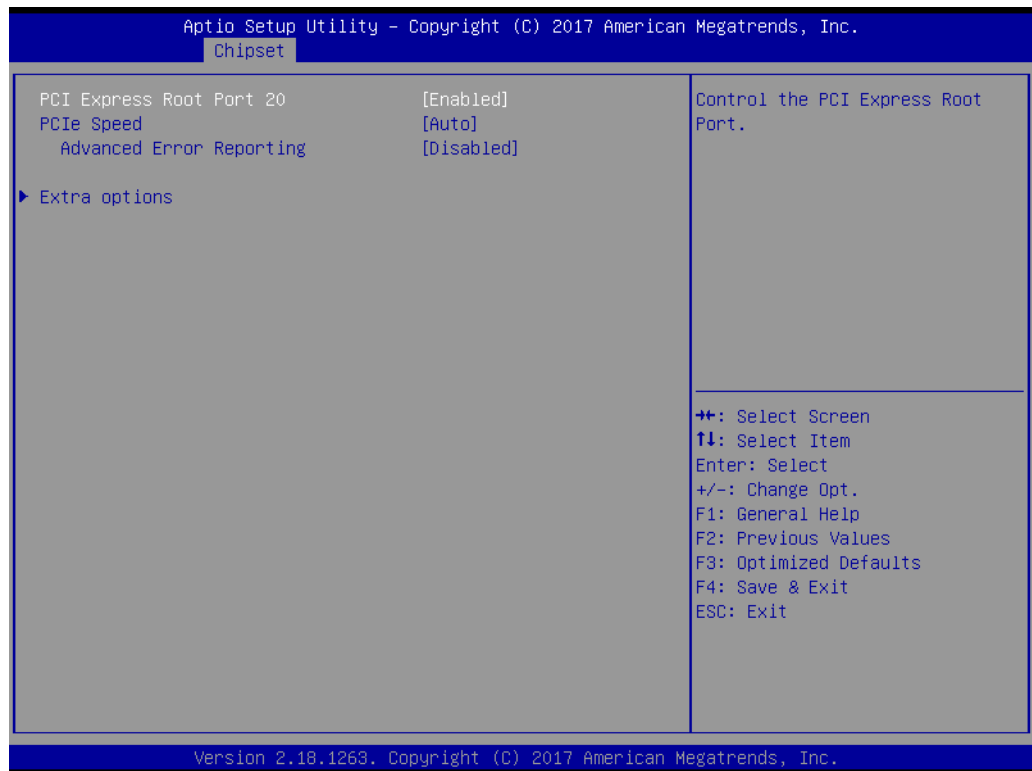 Aptio Setup Utility – Copyright (C) 2017 American Megatrends, Inc.
Chipset
PCI Express Root Port 20 [Enabled]
PCIe Speed [Auto]
Advanced Error Reporting [Disabled]
▶ Extra options
Control the PCI Express Root
Port.
→←: Select Screen
↑↓: Select Item
Enter: Select
+/-: Change Opt.
F1: General Help
F2: Previous Values
F3: Optimized Defaults
F4: Save & Exit
ESC: Exit
Version 2.18.1263. Copyright (C) 2017 American Megatrends, Inc.